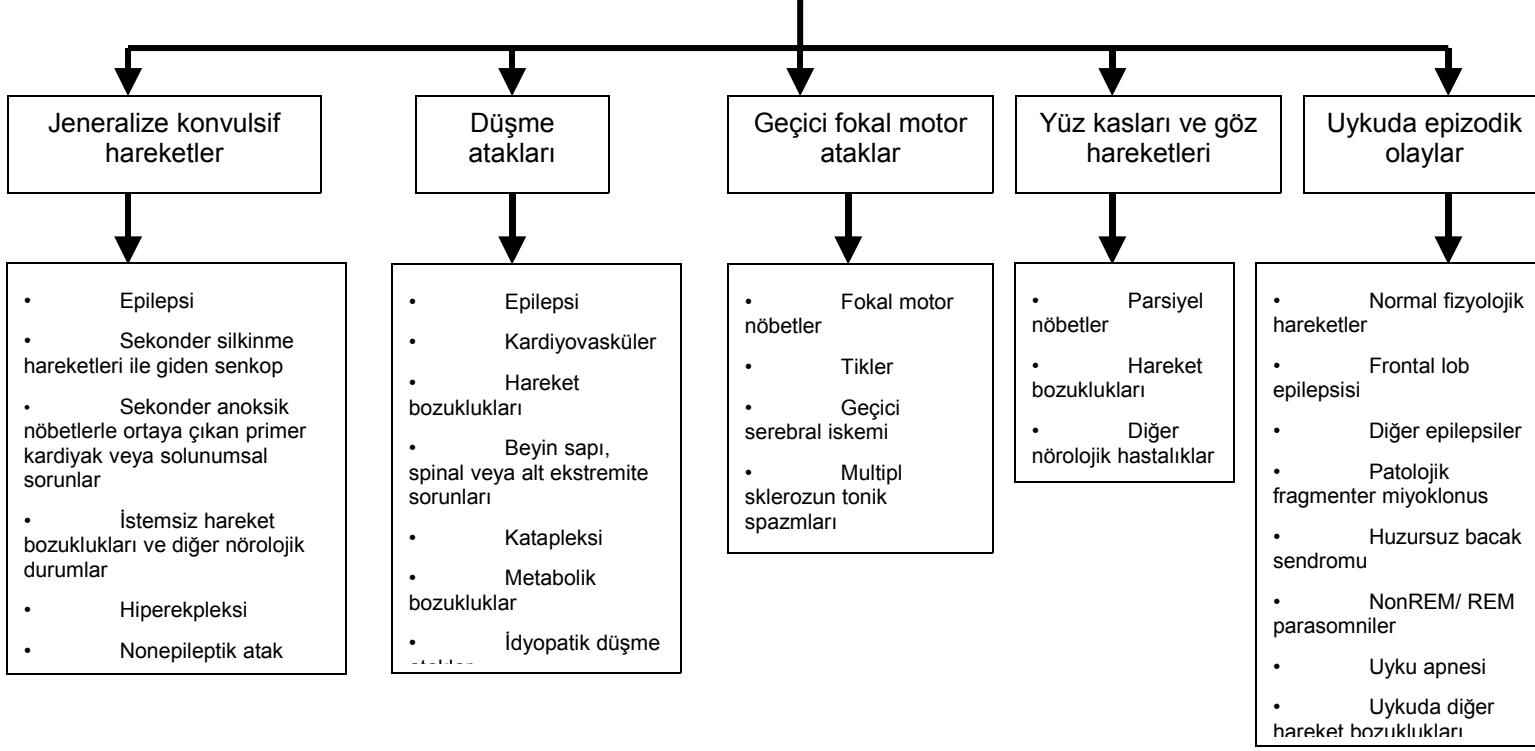 Jeneralize konvulsif
hareketler
Düşme
atakları
Geçici fokal motor
ataklar
Yüz kasları ve göz
hareketleri
Uykuda epizodik
olaylar
• Epilepsi
• Sekonder silkinme
hareketleri ile giden senkop
• Sekonder anoksik
nöbetlerle ortaya çıkan primer
kardiyak veya solunumsal
sorunlar
• İstemsiz hareket
bozuklukları ve diğer nörolojik
durumlar
• Hiperekpleksi
• Nonepileptik atak
• Epilepsi
• Kardiyovasküler
• Hareket
bozuklukları
• Beyin sapı,
spinal veya alt ekstremite
sorunları
• Katapleksi
• Metabolik
bozukluklar
• İdyopatik düşme
• Fokal motor
nöbetler
• Tikler
• Geçici
serebral iskemi
• Multipl
sklerozun tonik
spazmları
• Parsiyel
nöbetler
• Hareket
bozuklukları
• Diğer
nörolojik hastalıklar
• Normal fizyolojik
hareketler
• Frontal lob
epilepsisi
• Diğer epilepsiler
• Patolojik
fragmenter miyoklonus
• Huzursuz bacak
sendromu
• NonREM/ REM
parasomniler
• Uyku apnesi
• Uykuda diğer
hareket bozuklukları